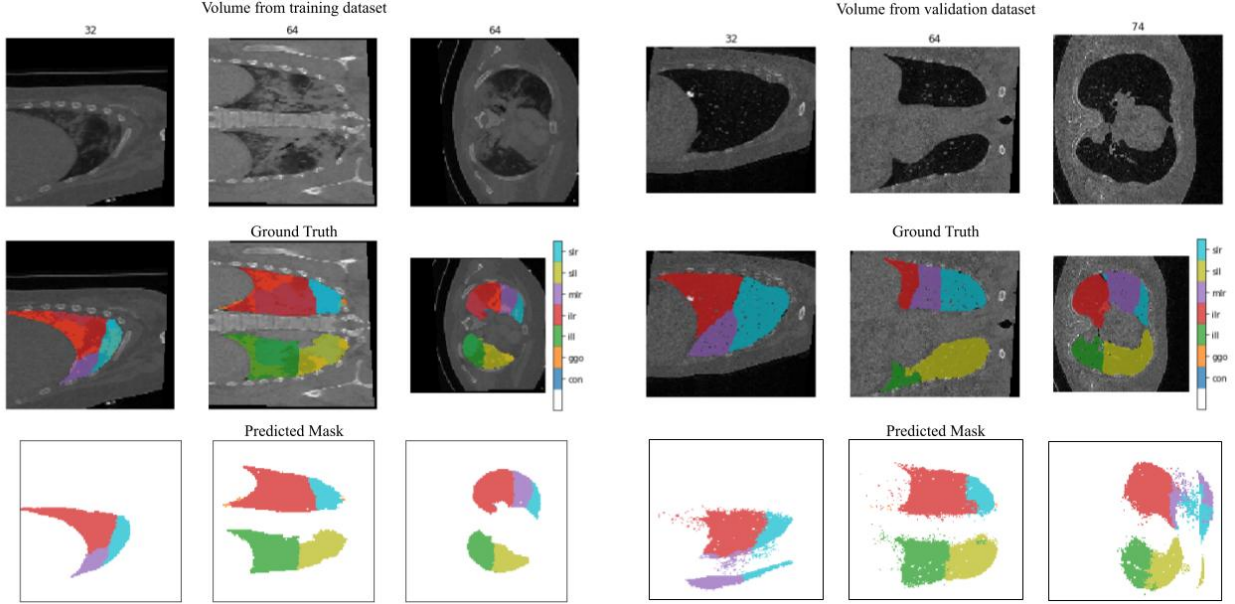 Volume from training dataset
32
64
64
Ground Truth
slr
sll
mlr
ilr
ill
ggo
con
Predicted Mask
Volume from validation dataset
32
64
74
Ground Truth
slr
sll
mlr
ilr
ill
ggo
con
Predicted Mask